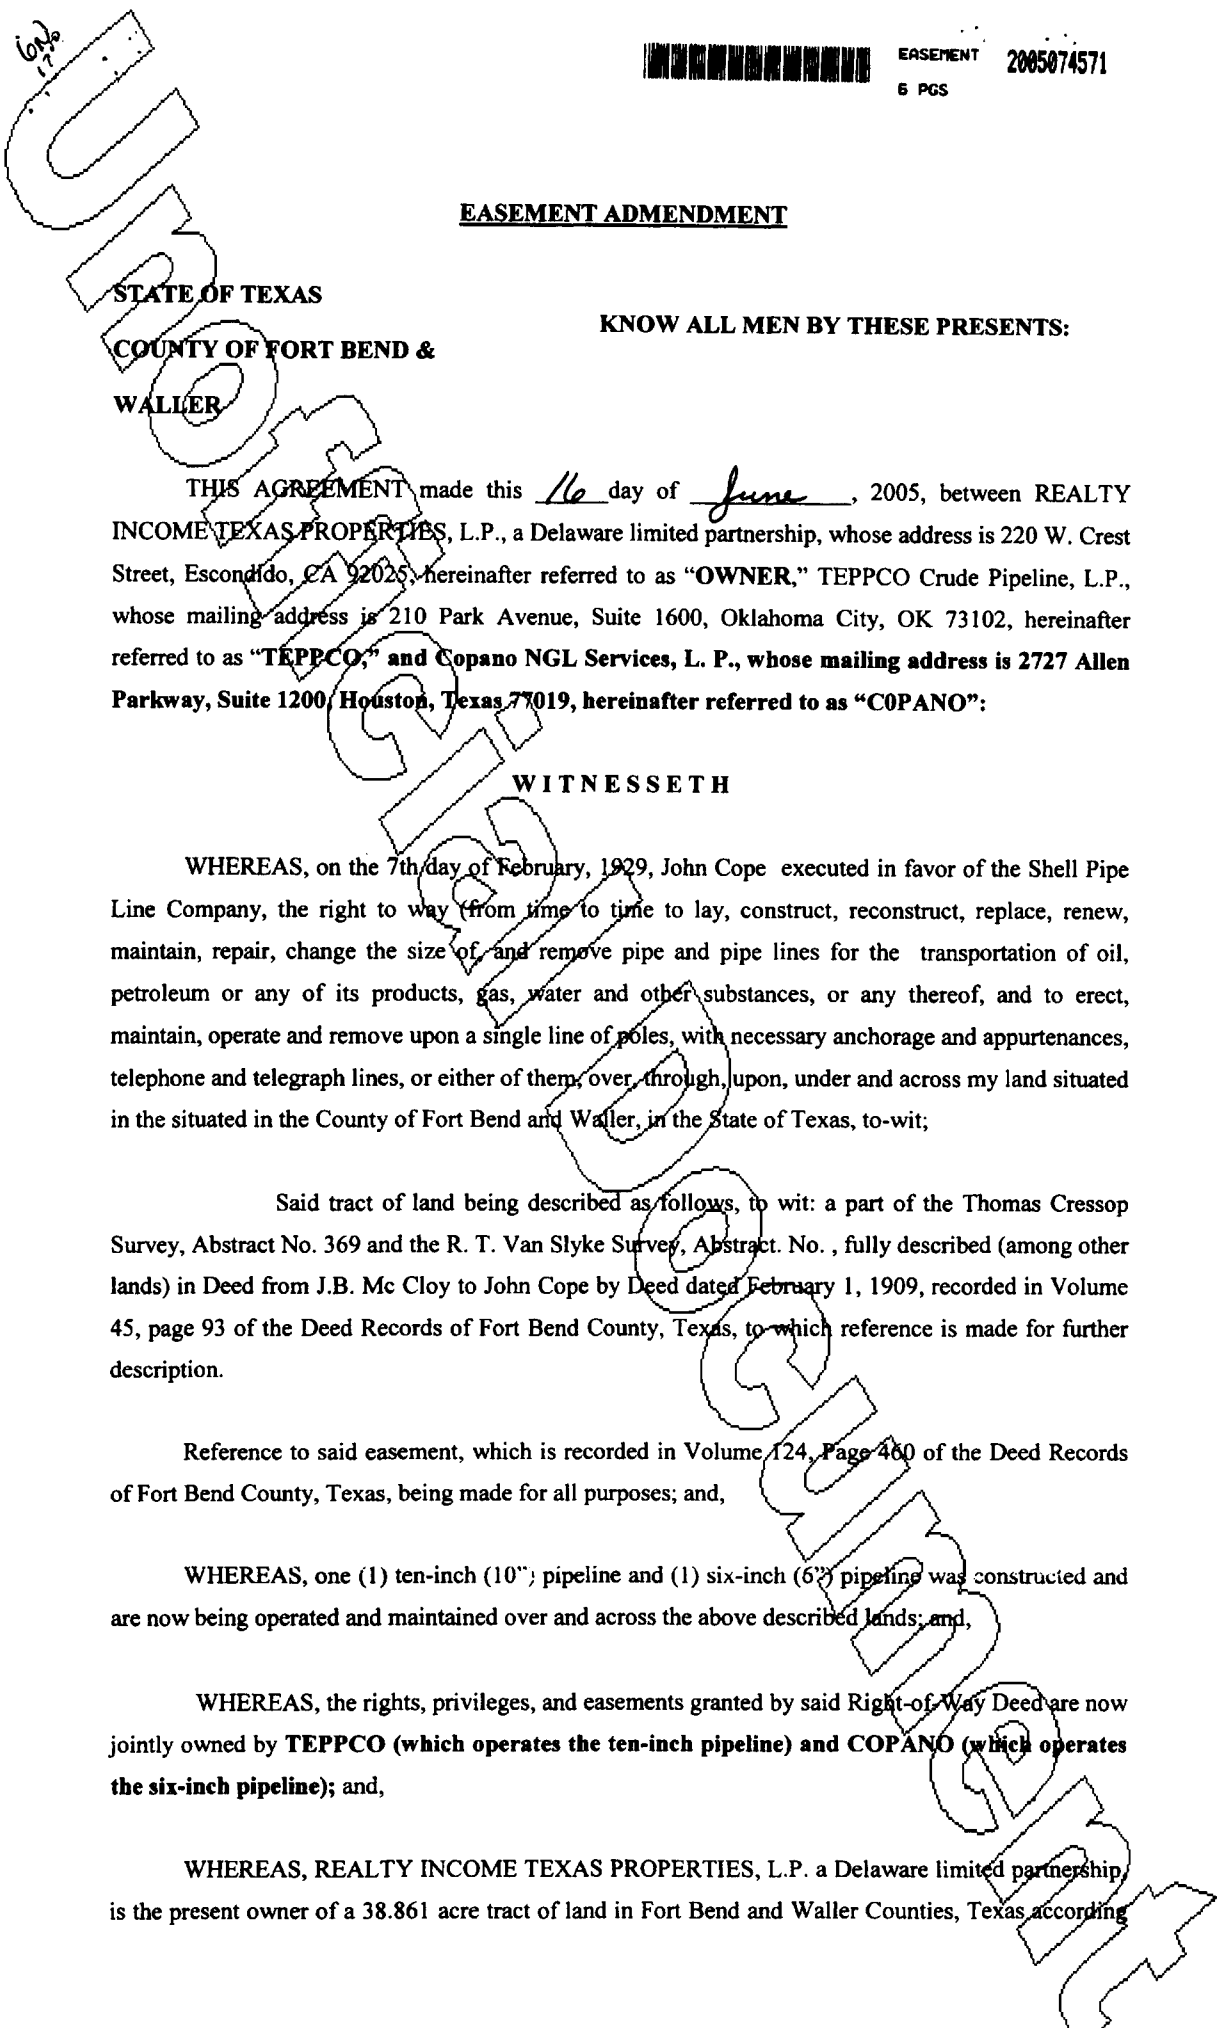 EASEMENT 2005074571
6 PGS
EASEMENT ADMENDMENT
STATE OF TEXAS
KNOW ALL MEN BY THESE PRESENTS:
COUNTY OF FORT BEND &
WALLER
THIS AGREEMENT made this 16 day of June, 2005, between REALTY
INCOME TEXAS PROPERTIES, L.P., a Delaware limited partnership, whose address is 220 W. Crest
Street, Escondido, CA 92025, hereinafter referred to as “OWNER,” TEPPCO Crude Pipeline, L.P.,
whose mailing address is 210 Park Avenue, Suite 1600, Oklahoma City, OK 73102, hereinafter
referred to as “TEPPCO,” and Copano NGL Services, L. P., whose mailing address is 2727 Allen
Parkway, Suite 1200, Houston, Texas 77019, hereinafter referred to as “C0PANO”:
W I T N E S S E T H
WHEREAS, on the 7th day of February, 1929, John Cope executed in favor of the Shell Pipe
Line Company, the right to way (from time to time to lay, construct, reconstruct, replace, renew,
maintain, repair, change the size of, and remove pipe and pipe lines for the transportation of oil,
petroleum or any of its products, gas, water and other substances, or any thereof, and to erect,
maintain, operate and remove upon a single line of poles, with necessary anchorage and appurtenances,
telephone and telegraph lines, or either of them, over, through, upon, under and across my land situated
in the situated in the County of Fort Bend and Waller, in the State of Texas, to-wit;
Said tract of land being described as follows, to wit: a part of the Thomas Cressop
Survey, Abstract No. 369 and the R. T. Van Slyke Survey, Abstract. No. , fully described (among other
lands) in Deed from J.B. Mc Cloy to John Cope by Deed dated February 1, 1909, recorded in Volume
45, page 93 of the Deed Records of Fort Bend County, Texas, to which reference is made for further
description.
Reference to said easement, which is recorded in Volume 124, Page 460 of the Deed Records
of Fort Bend County, Texas, being made for all purposes; and,
WHEREAS, one (1) ten-inch (10”) pipeline and (1) six-inch (6”) pipeline was constructed and
are now being operated and maintained over and across the above described lands; and,
WHEREAS, the rights, privileges, and easements granted by said Right-of-Way Deed are now
jointly owned by TEPPCO (which operates the ten-inch pipeline) and COPANO (which operates
the six-inch pipeline); and,
WHEREAS, REALTY INCOME TEXAS PROPERTIES, L.P. a Delaware limited partnership,
is the present owner of a 38.861 acre tract of land in Fort Bend and Waller Counties, Texas according
Unofficial Document